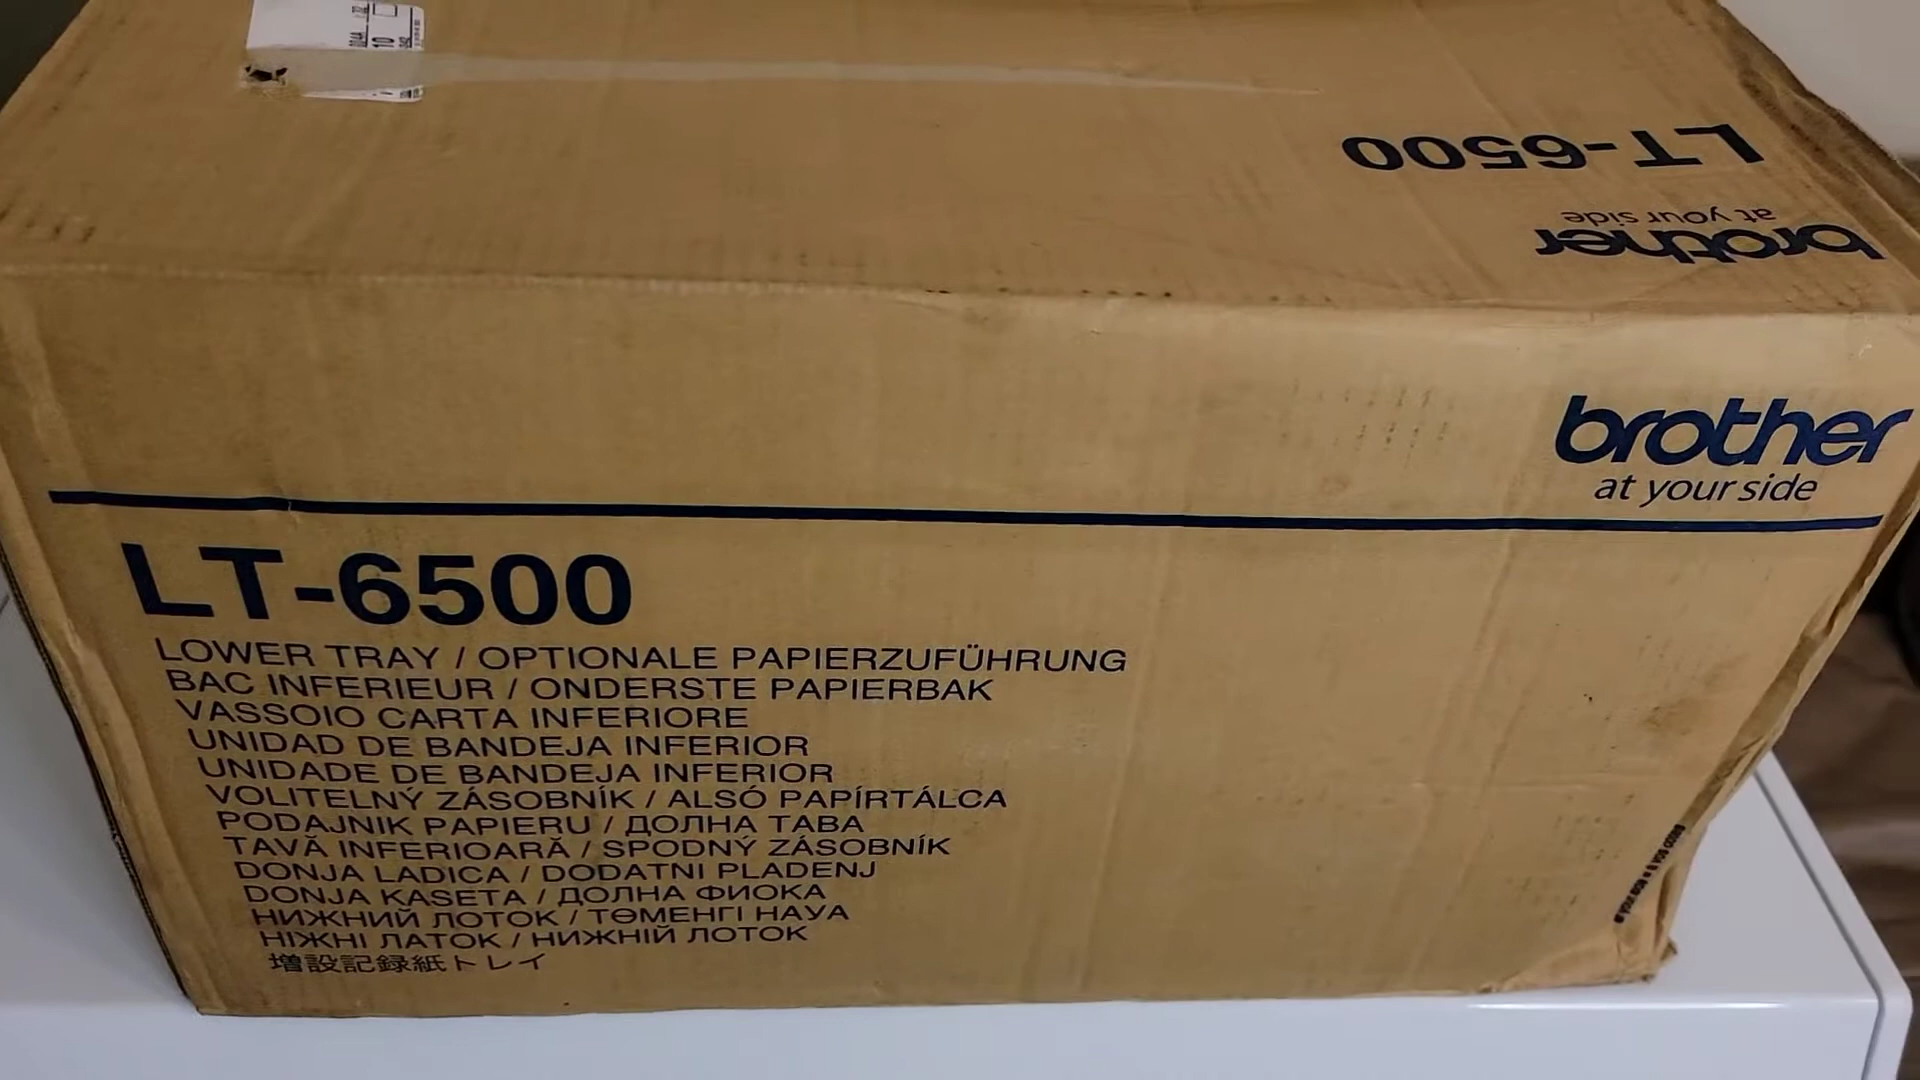 LT-6500
brother
at your side
brother
at your side
LT-6500
LOWER TRAY / OPTIONALE PAPIERZUFÜHRUNG
BAC INFERIEUR / ONDERSTE PAPIERBAK
VASSOIO CARTA INFERIORE
UNIDAD DE BANDEJA INFERIOR
UNIDADE DE BANDEJA INFERIOR
VOLITELNÝ ZÁSOBNÍK / ALSÓ PAPÍRTÁLCA
PODAJNIK PAPIERU / ДОЛНА ТАВА
TAVĂ INFERIOARĂ / SPODNÝ ZÁSOBNÍK
DONJA LADICA / DODATNI PLADENJ
DONJA KASETA / ДОЛНА ФИОКА
НИЖНИЙ ЛОТОК / ТӨМЕНГІ НАУА
НІЖНІ ЛАТОК / НИЖНІЙ ЛОТОК
増設記録紙トレイ